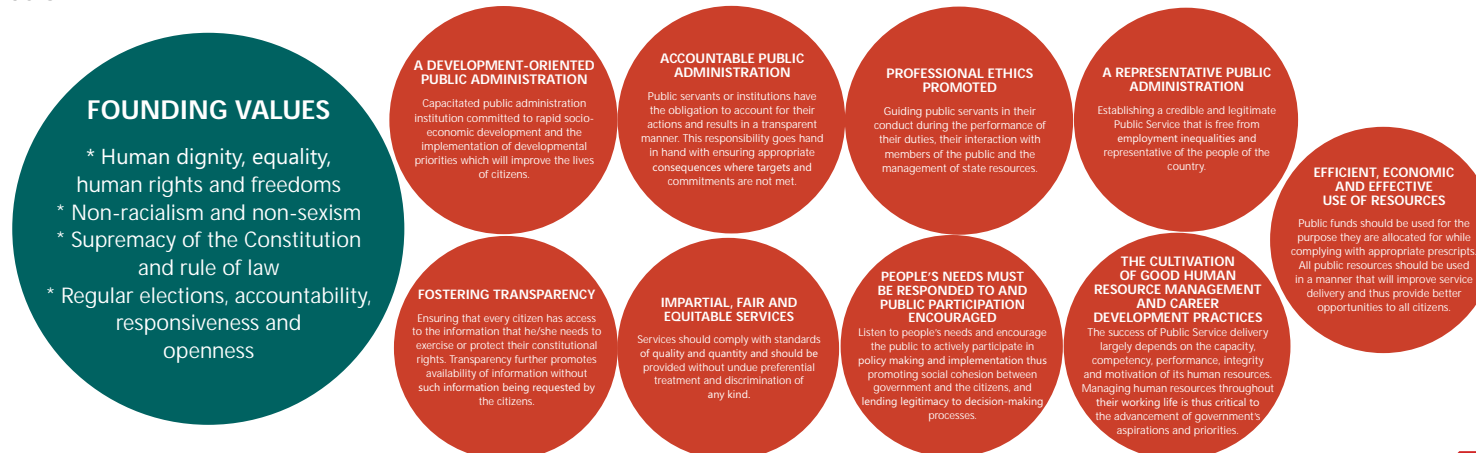 FOUNDING VALUES
* Human dignity, equality,
human rights and freedoms
* Non-racialism and non-sexism
* Supremacy of the Constitution
and rule of law
* Regular elections, accountability,
responsiveness and
openness
A DEVELOPMENT-ORIENTED
PUBLIC ADMINISTRATION
Capacitated public administration
institution committed to rapid socio-
economic development and the
implementation of developmental
priorities which will improve the lives
of citizens.
ACCOUNTABLE PUBLIC
ADMINISTRATION
Public servants or institutions have
the obligation to account for their
actions and results in a transparent
manner. This responsibility goes hand
in hand with ensuring appropriate
consequences where targets and
commitments are not met.
PROFESSIONAL ETHICS
PROMOTED
Guiding public servants in their
conduct during the performance of
their duties, their interaction with
members of the public and the
management of state resources.
A REPRESENTATIVE PUBLIC
ADMINISTRATION
Establishing a credible and legitimate
Public Service that is free from
employment inequalities and
representative of the people of the
country.
EFFICIENT, ECONOMIC
AND EFFECTIVE
USE OF RESOURCES
Public funds should be used for the
purpose they are allocated for while
complying with appropriate prescripts.
All public resources should be used
in a manner that will improve service
delivery and thus provide better
opportunities to all citizens.
FOSTERING TRANSPARENCY
Ensuring that every citizen has access
to the information that he/she needs to
exercise or protect their constitutional
rights. Transparency further promotes
availability of information without
such information being requested by
the citizens.
IMPARTIAL, FAIR AND
EQUITABLE SERVICES
Services should comply with standards
of quality and quantity and should be
provided without undue preferential
treatment and discrimination of
any kind.
PEOPLE'S NEEDS MUST
BE RESPONDED TO AND
PUBLIC PARTICIPATION
ENCOURAGED
Listen to people's needs and encourage
the public to actively participate in
policy making and implementation thus
promoting social cohesion between
government and the citizens, and
lending legitimacy to decision-making
processes.
THE CULTIVATION
OF GOOD HUMAN
RESOURCE MANAGEMENT
AND CAREER
DEVELOPMENT PRACTICES
The success of Public Service delivery
largely depends on the capacity,
competency, performance, integrity
and motivation of its human resources.
Managing human resources throughout
their working life is thus critical to
the advancement of government's
aspirations and priorities.